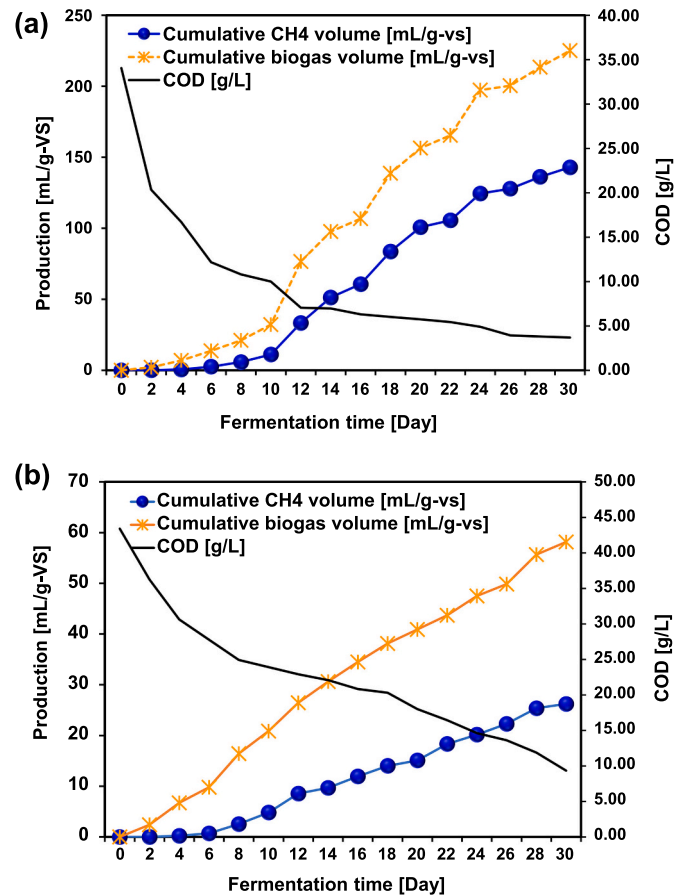 (a)
Cumulative CH4 volume [mL/g-vs]
Cumulative biogas volume [mL/g-vs]
COD [g/L]
Production [mL/g-VS]
250
200
150
100
50
0
COD [g/L]
40.00
35.00
30.00
25.00
20.00
15.00
10.00
5.00
0.00
0 2 4 6 8 10 12 14 16 18 20 22 24 26 28 30
Fermentation time [Day]
(b)
Cumulative CH4 volume [mL/g-vs]
Cumulative biogas volume [mL/g-vs]
COD [g/L]
Production [mL/g-VS]
70
60
50
40
30
20
10
0
COD [g/L]
50.00
45.00
40.00
35.00
30.00
25.00
20.00
15.00
10.00
5.00
0.00
0 2 4 6 8 10 12 14 16 18 20 22 24 26 28 30
Fermentation time [Day]